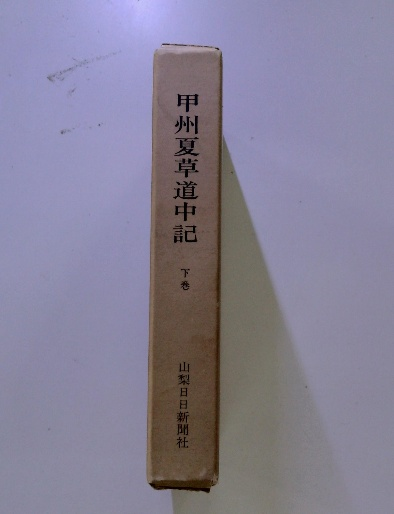 甲州夏草道中記
下巻
山梨日日新聞社